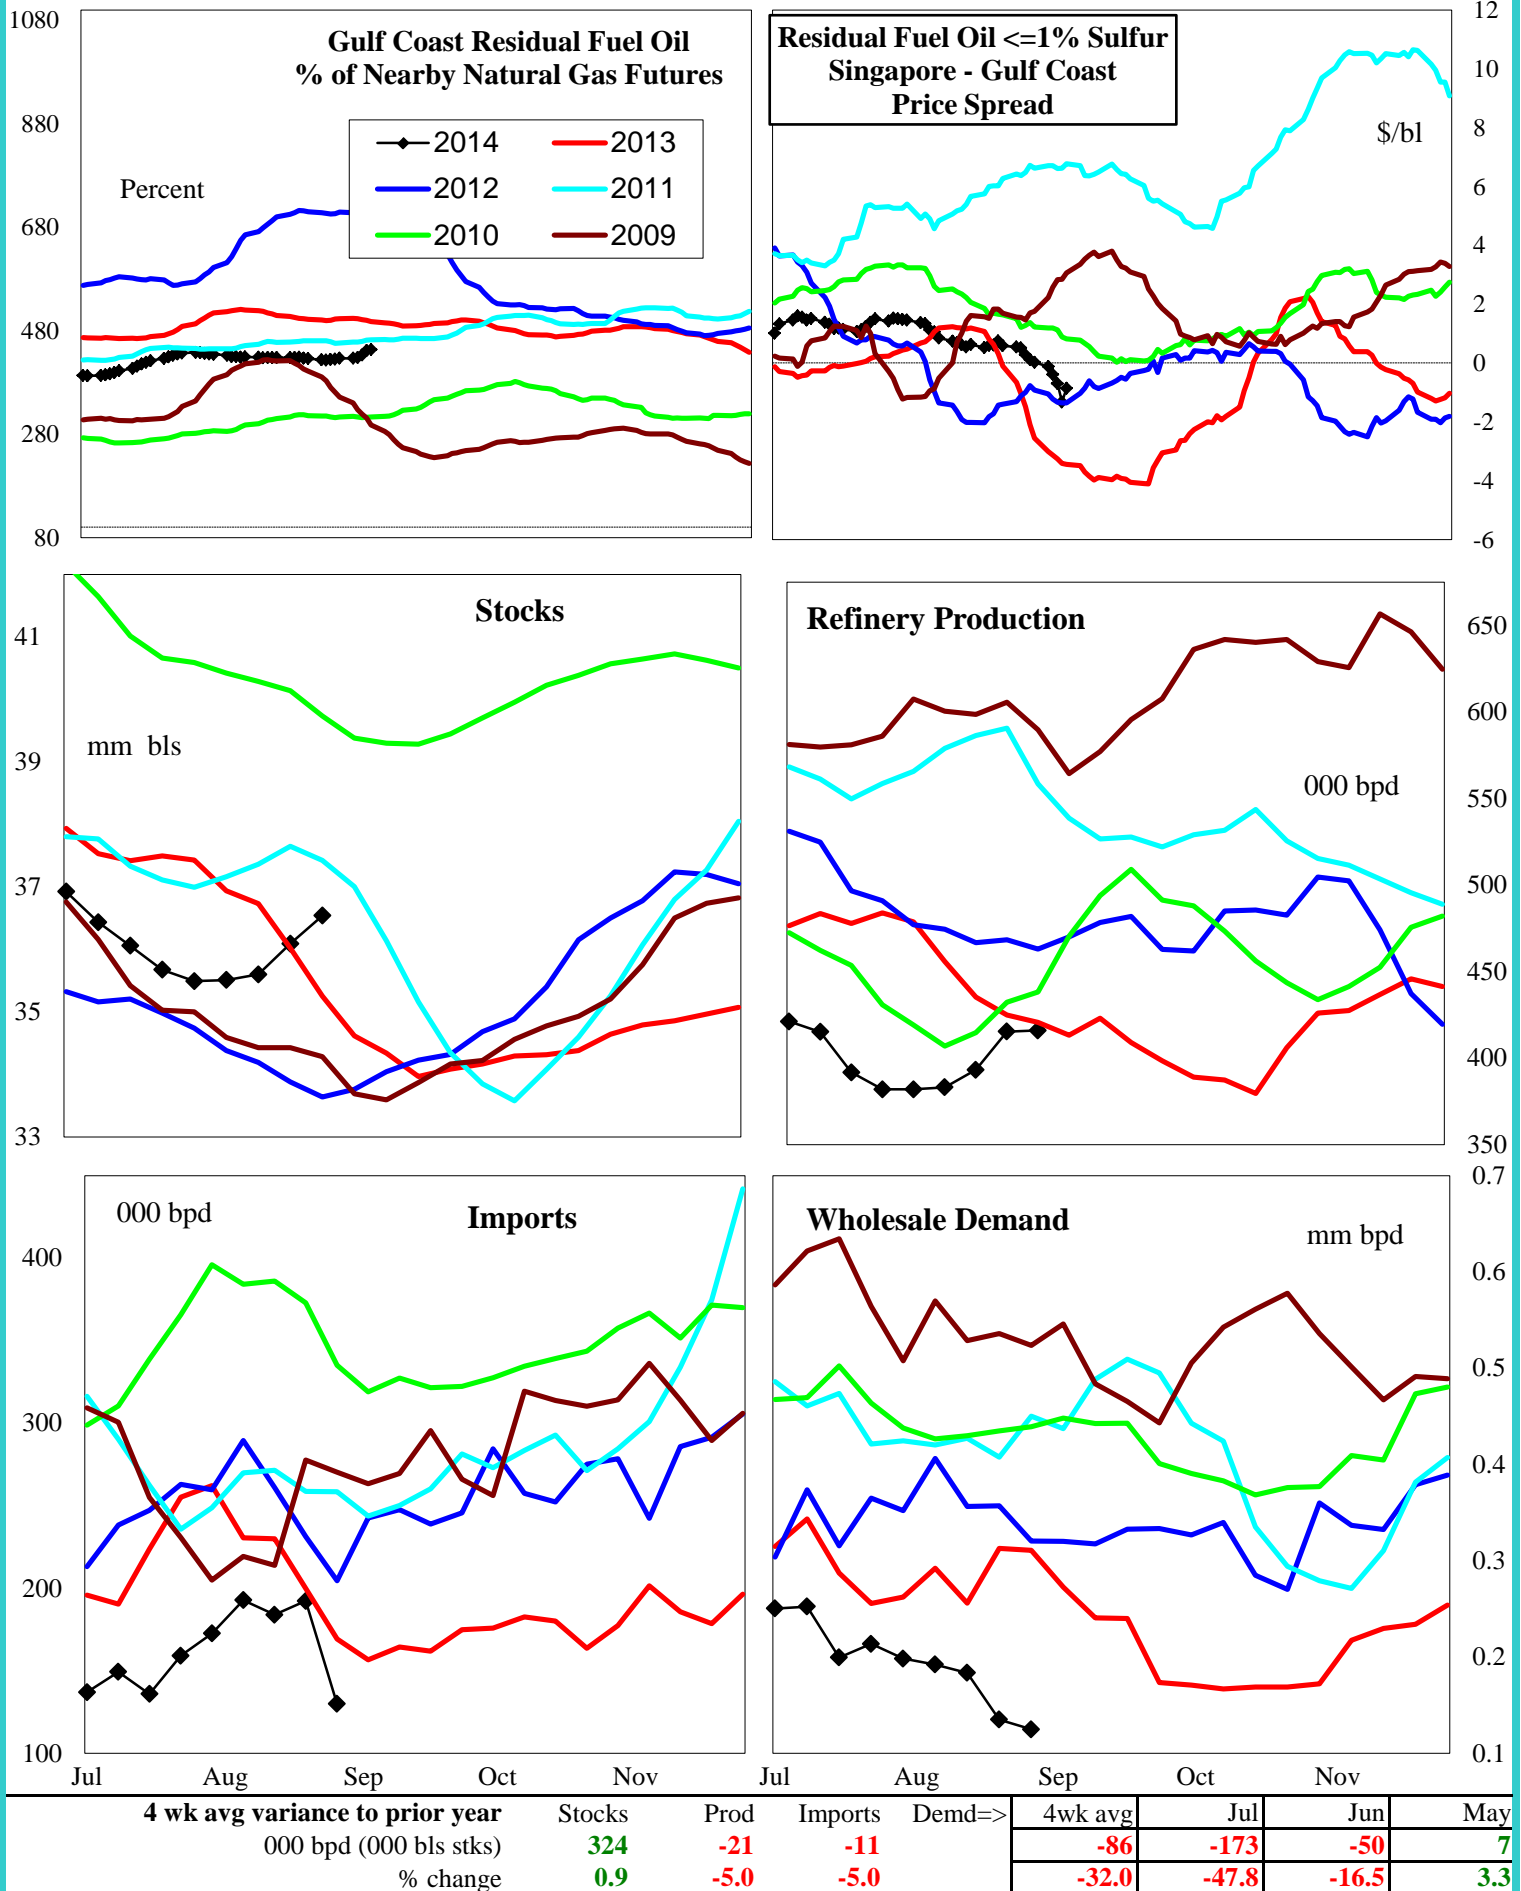 Gulf Coast Residual Fuel Oil
% of Nearby Natural Gas Futures
Percent
1080
880
680
480
280
80
2014
2013
2012
2011
2010
2009
Residual Fuel Oil <=1% Sulfur
Singapore - Gulf Coast
Price Spread
$/bl
12
10
8
6
4
2
0
-2
-4
-6
Stocks
mm bls
41
39
37
35
33
Refinery Production
000 bpd
650
600
550
500
450
400
350
000 bpd
Imports
400
300
200
100
Jul Aug Sep Oct Nov
Wholesale Demand
mm bpd
0.7
0.6
0.5
0.4
0.3
0.2
0.1
Jul Aug Sep Oct Nov
4 wk avg variance to prior year Stocks Prod Imports Demd=> 4wk avg Jul Jun May
000 bpd (000 bls stks) 324 -21 -11 -86 -173 -50 7
% change 0.9 -5.0 -5.0 -32.0 -47.8 -16.5 3.3